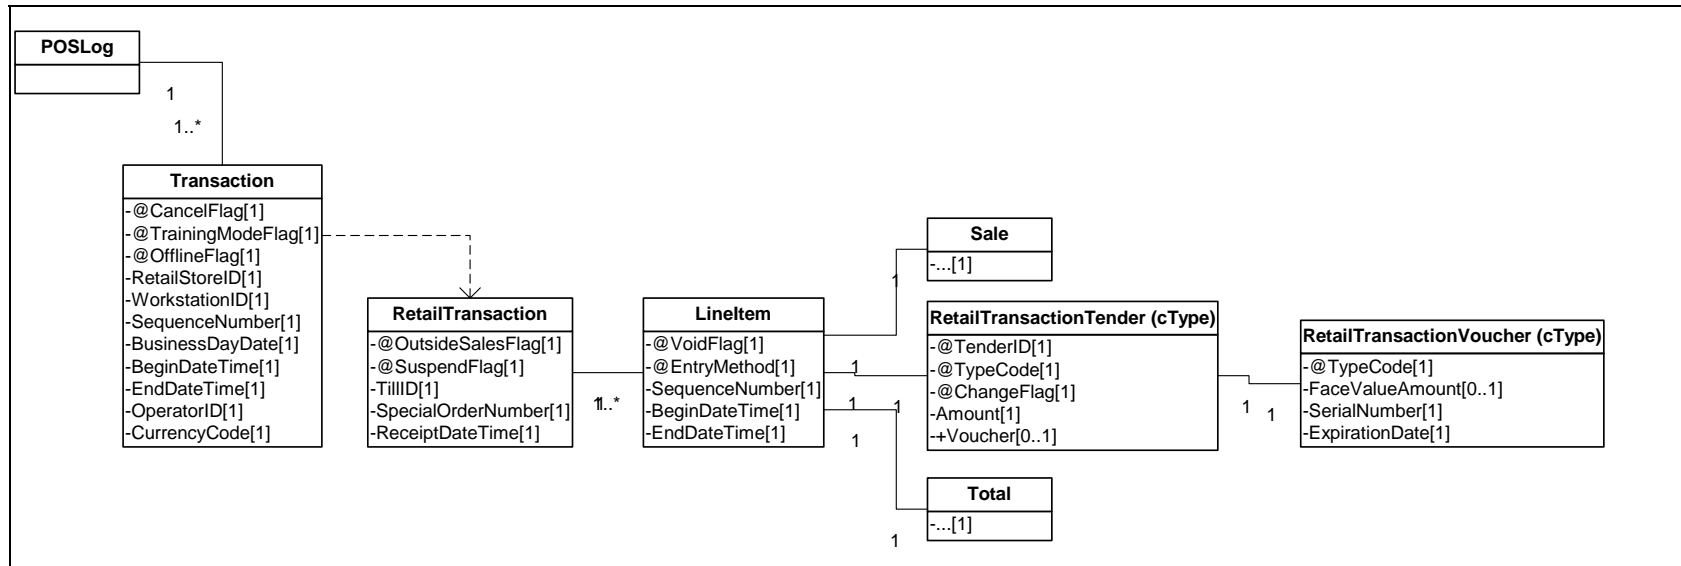 POSLog
1
1..*
Transaction
-@CancelFlag[1]
-@TrainingModeFlag[1]
-@OfflineFlag[1]
-RetailStoreID[1]
-WorkstationID[1]
-SequenceNumber[1]
-BusinessDayDate[1]
-BeginDateTime[1]
-EndDateTime[1]
-OperatorID[1]
-CurrencyCode[1]
RetailTransaction
-@OutsideSalesFlag[1]
-@SuspendFlag[1]
-TillID[1]
-SpecialOrderNumber[1]
-ReceiptDateTime[1]
1
1..*
LineItem
-@VoidFlag[1]
-@EntryMethod[1]
-SequenceNumber[1]
-BeginDateTime[1]
-EndDateTime[1]
1
1
1
1
1
1
Sale
-...[1]
RetailTransactionTender (cType)
-@TenderID[1]
-@TypeCode[1]
-@ChangeFlag[1]
-Amount[1]
-+Voucher[0..1]
Total
-...[1]
1
1
RetailTransactionVoucher (cType)
-@TypeCode[1]
-FaceValueAmount[0..1]
-SerialNumber[1]
-ExpirationDate[1]